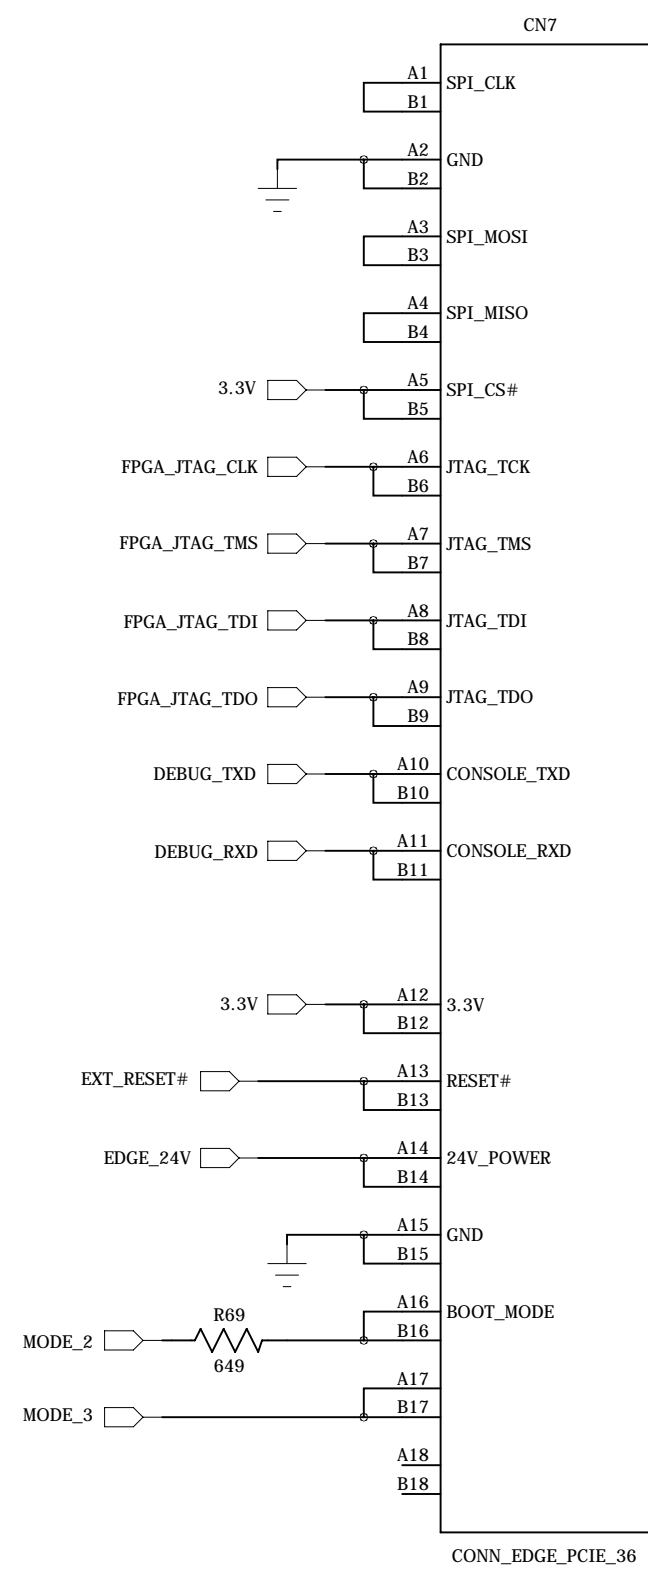 CN7
A1
SPI_CLK
B1
A2
GND
B2
A3
SPI_MOSI
B3
A4
SPI_MISO
B4
3.3V
A5
SPI_CS#
B5
FPGA_JTAG_CLK
A6
JTAG_TCK
B6
FPGA_JTAG_TMS
A7
JTAG_TMS
B7
FPGA_JTAG_TDI
A8
JTAG_TDI
B8
FPGA_JTAG_TDO
A9
JTAG_TDO
B9
DEBUG_TXD
A10
CONSOLE_TXD
B10
DEBUG_RXD
A11
CONSOLE_RXD
B11
3.3V
A12
3.3V
B12
EXT_RESET#
A13
RESET#
B13
EDGE_24V
A14
24V_POWER
B14
A15
GND
B15
A16
BOOT_MODE
R69
B16
MODE_2
649
A17
B17
MODE_3
A18
B18
CONN_EDGE_PCIE_36